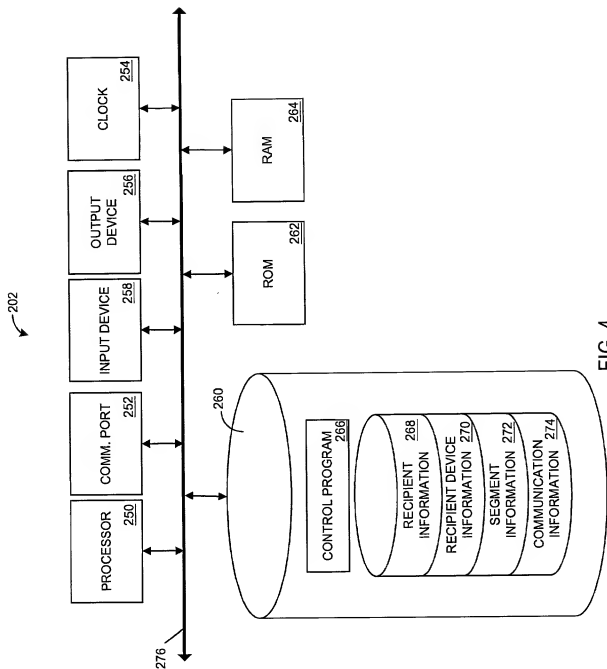 202
PROCESSOR
250
COMM. PORT
252
INPUT DEVICE
258
OUTPUT
DEVICE
256
CLOCK
254
276
260
ROM
262
RAM
264
CONTROL PROGRAM
266
RECIPIENT
INFORMATION
268
RECIPIENT DEVICE
INFORMATION
270
SEGMENT
INFORMATION
272
COMMUNICATION
INFORMATION
274
FIG. 4